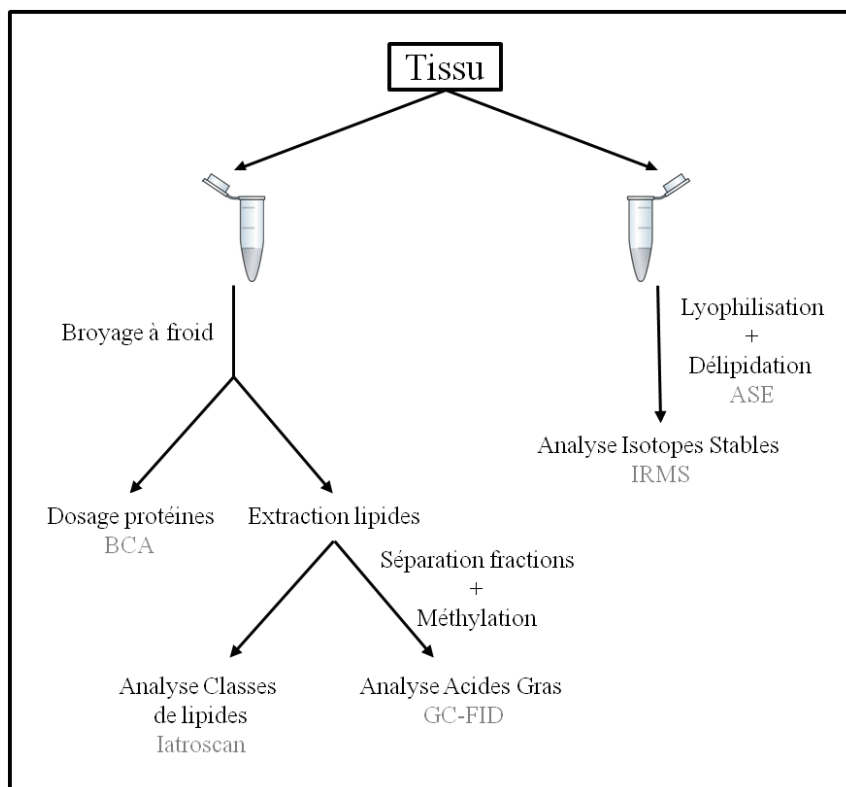 Tissu
Broyage à froid
Lyophilisation
+
Délipidation
ASE
Analyse Isotopes Stables
IRMS
Dosage protéines
BCA
Extraction lipides
Séparation fractions
+
Méthylation
Analyse Classes
de lipides
Iatroscan
Analyse Acides Gras
GC-FID